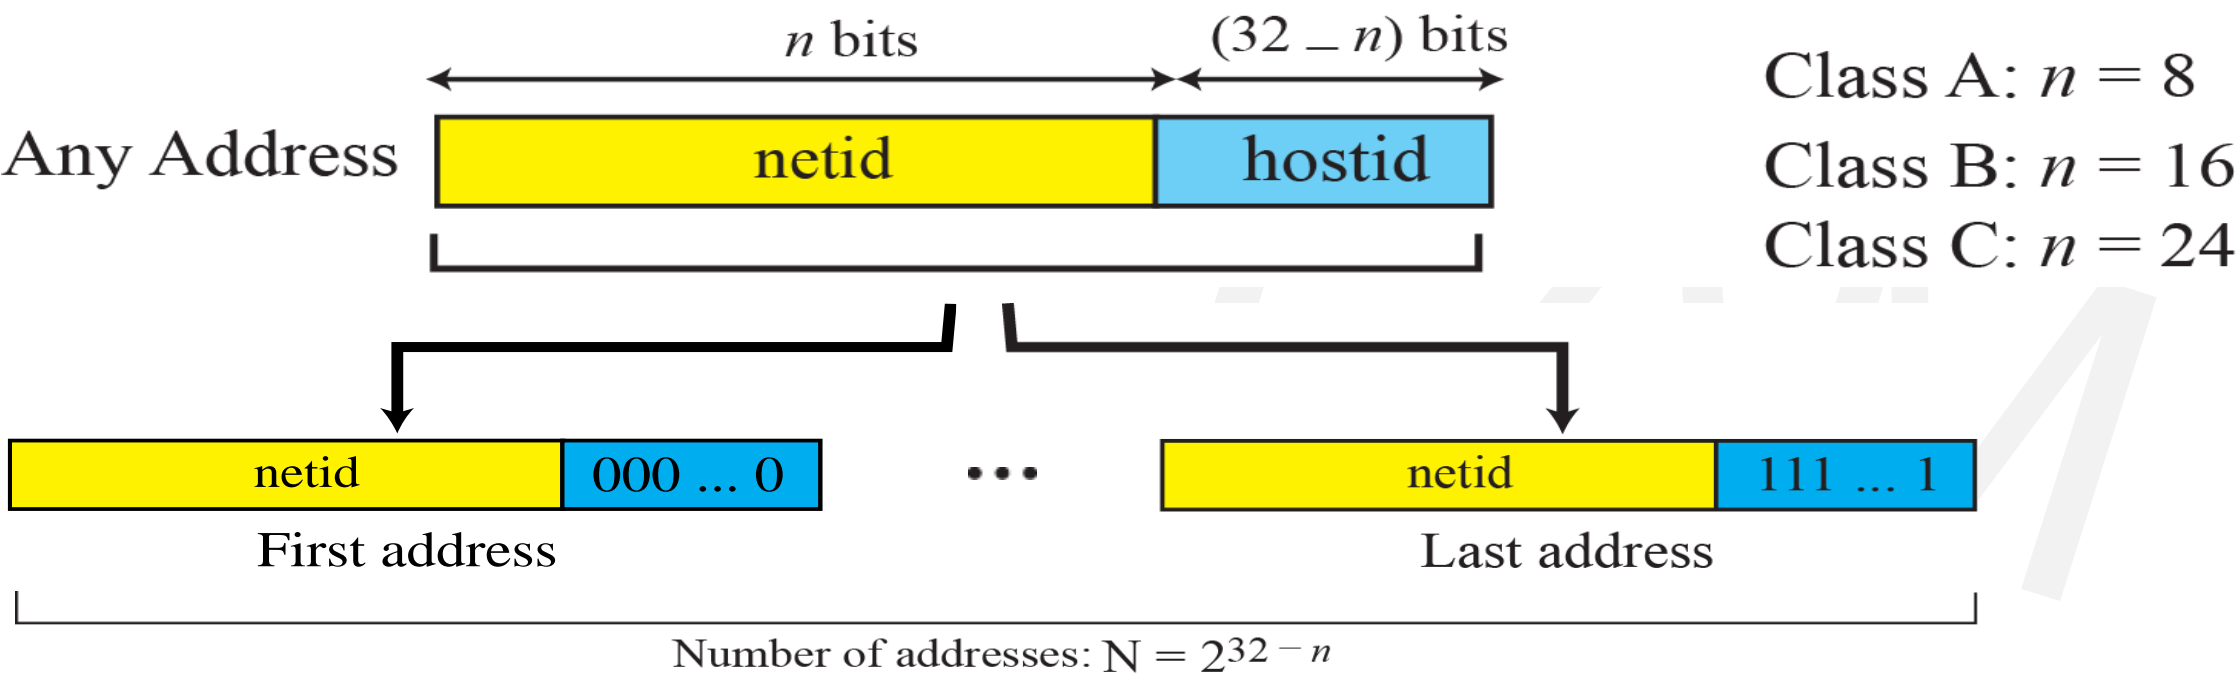 n bits
(32 – n) bits
Any Address
netid
hostid
Class A: n = 8
Class B: n = 16
Class C: n = 24
netid
000 ... 0
...
netid
111 ... 1
First address
Last address
Number of addresses: N = 2^32 – n